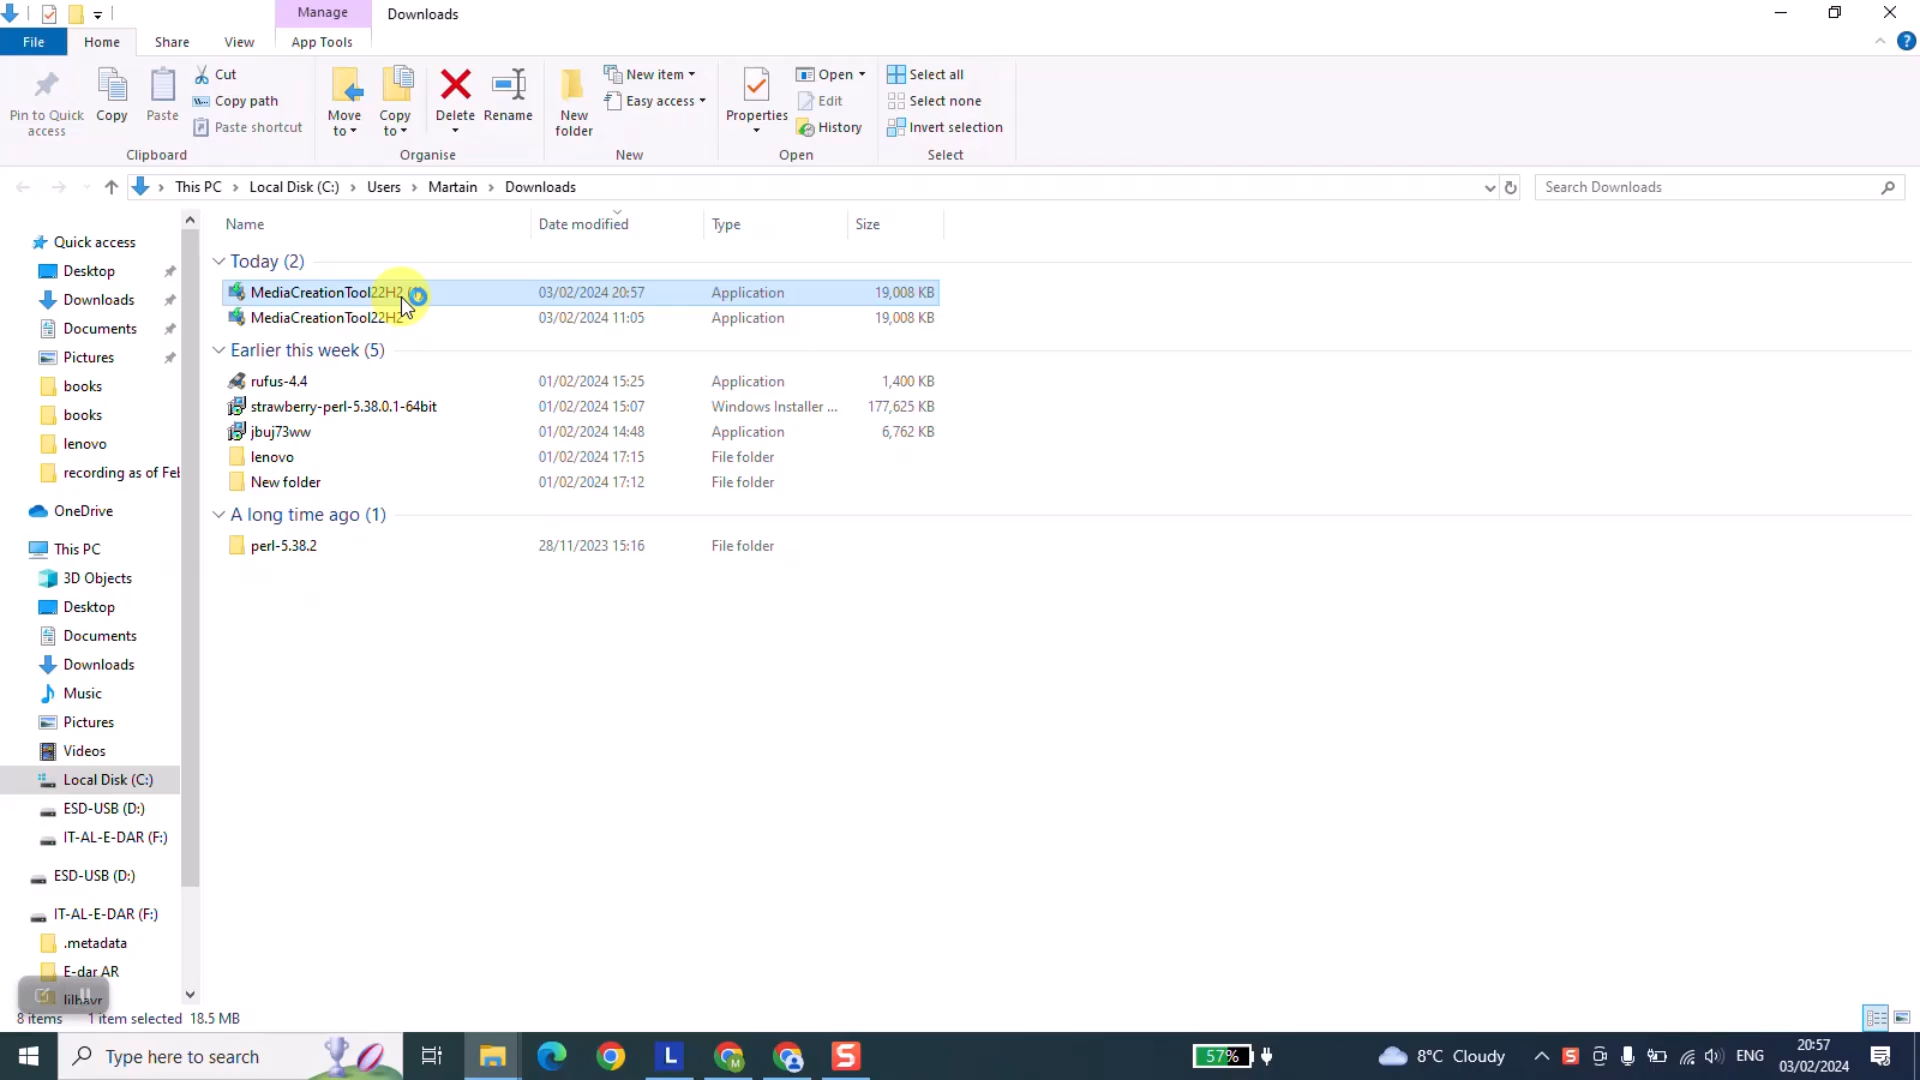 Manage
Downloads
File
Home
Share
View
App Tools
Pin to Quick access
Copy
Paste
Cut
Copy path
Paste shortcut
Clipboard
Move to
Copy to
Delete
Rename
Organise
New folder
New item
Easy access
New
Properties
Open
Edit
History
Open
Select all
Select none
Invert selection
Select
This PC > Local Disk (C:) > Users > Martain > Downloads
Search Downloads
Name
Date modified
Type
Size
Today (2)
MediaCreationTool22H2 03/02/2024 20:57 Application 19,008 KB
MediaCreationTool22H2 03/02/2024 11:05 Application 19,008 KB
Earlier this week (5)
rufus-4.4 01/02/2024 15:25 Application 1,400 KB
strawberry-perl-5.38.0.1-64bit 01/02/2024 15:07 Windows Installer ... 177,625 KB
jbuj73ww 01/02/2024 14:48 Application 6,762 KB
lenovo 01/02/2024 17:15 File folder
New folder 01/02/2024 17:12 File folder
A long time ago (1)
perl-5.38.2 28/11/2023 15:16 File folder
Quick access
Desktop
Downloads
Documents
Pictures
books
books
lenovo
recording as of Fel
OneDrive
This PC
3D Objects
Desktop
Documents
Downloads
Music
Pictures
Videos
Local Disk (C:)
ESD-USB (D:)
IT-AL-E-DAR (F:)
ESD-USB (D:)
IT-AL-E-DAR (F:)
.metadata
E-dar AR
8 items 1 item selected 18.5 MB
Type here to search
L
M
S
57%
8°C Cloudy
S
ENG
20:57
03/02/2024